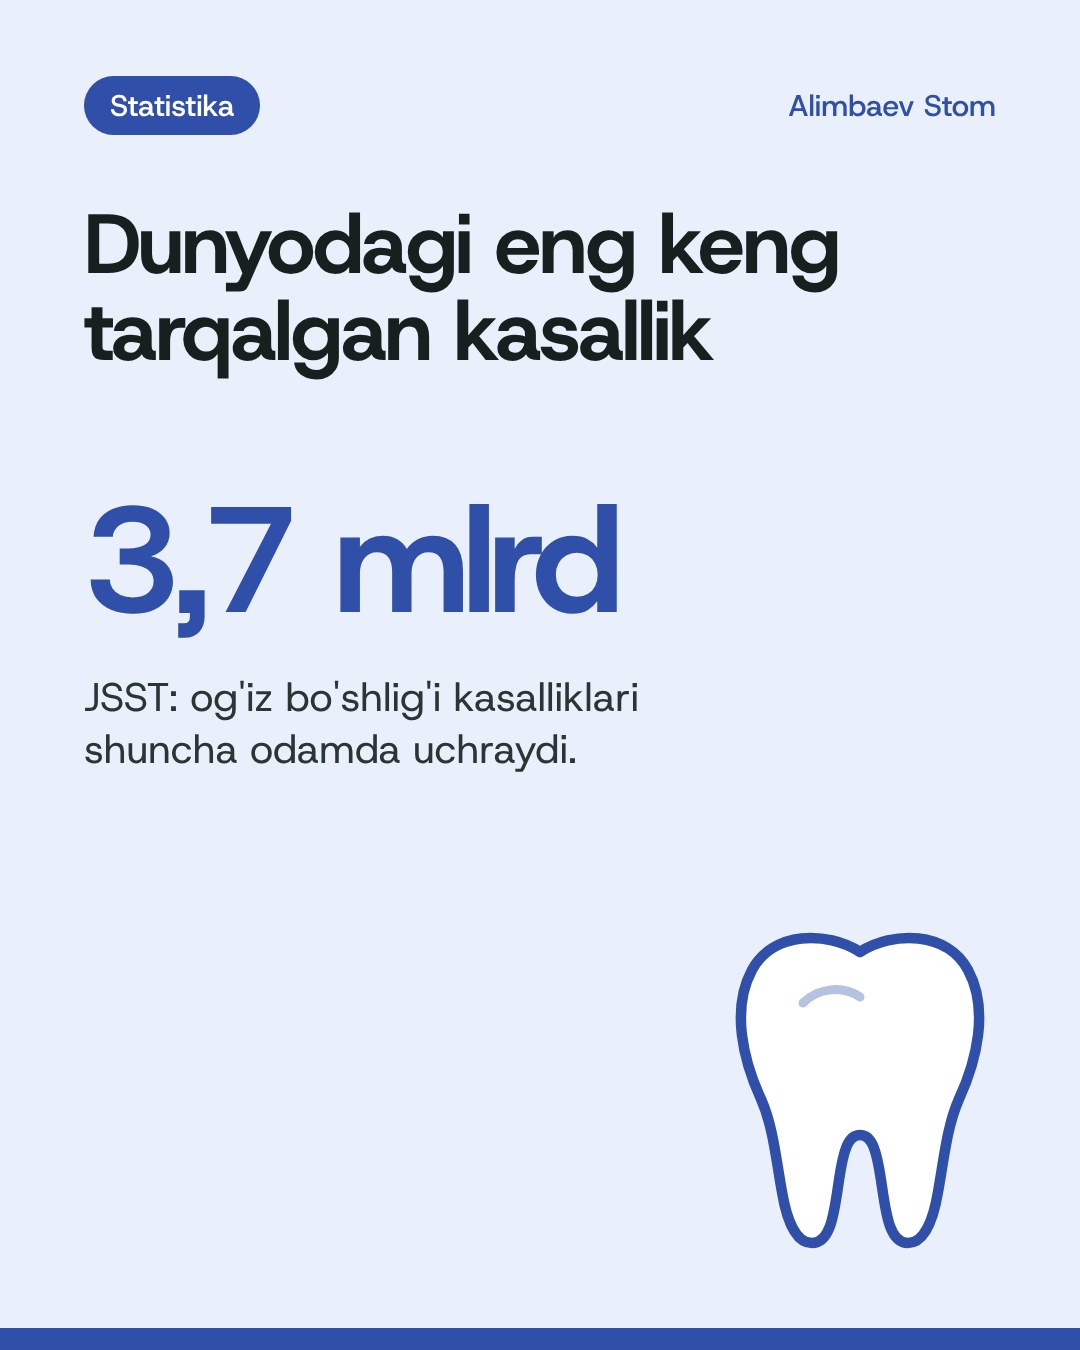 Statistika
Alimbaev Stom
Dunyodagi eng keng
tarqalgan kasallik
3,7 mlrd
JSST: og'iz bo'shlig'i kasalliklari
shuncha odamda uchraydi.